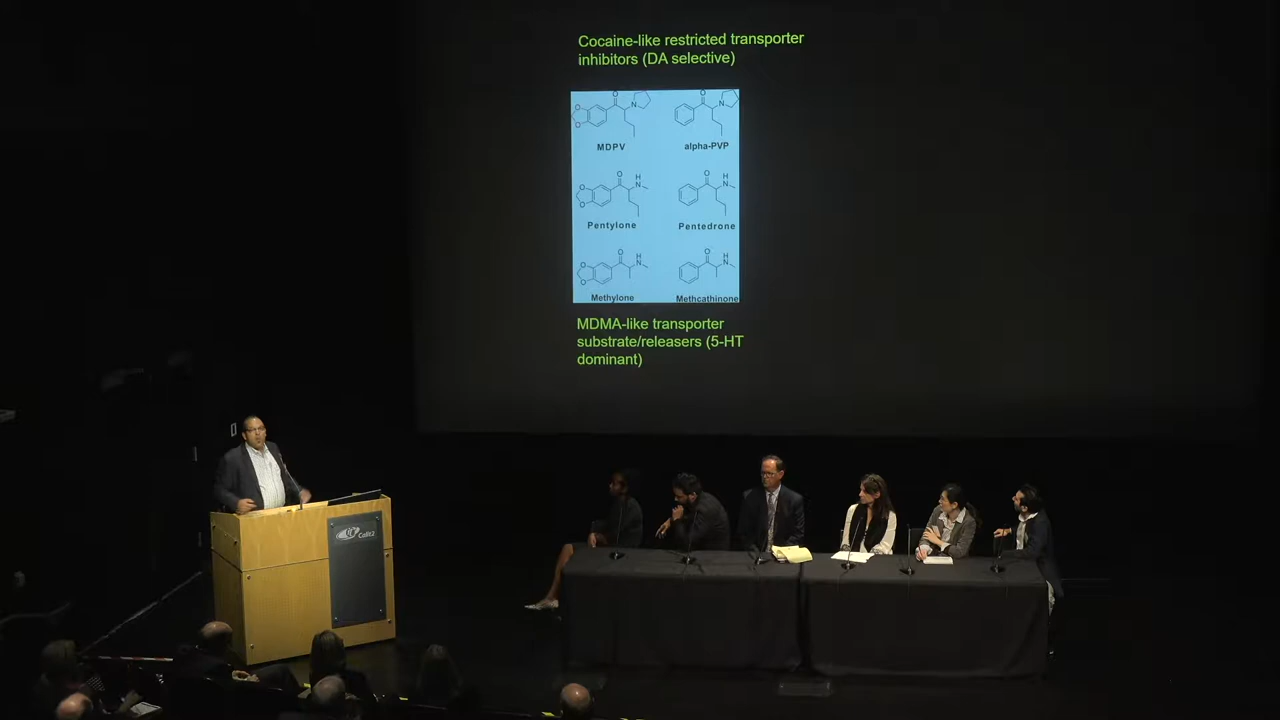 Cocaine-like restricted transporter
inhibitors (DA selective)
MDPV
alpha-PVP
Pentylone
Pentedrone
Methylone
Methcathinone
MDMA-like transporter
substrate/releasers (5-HT
dominant)
Calit2